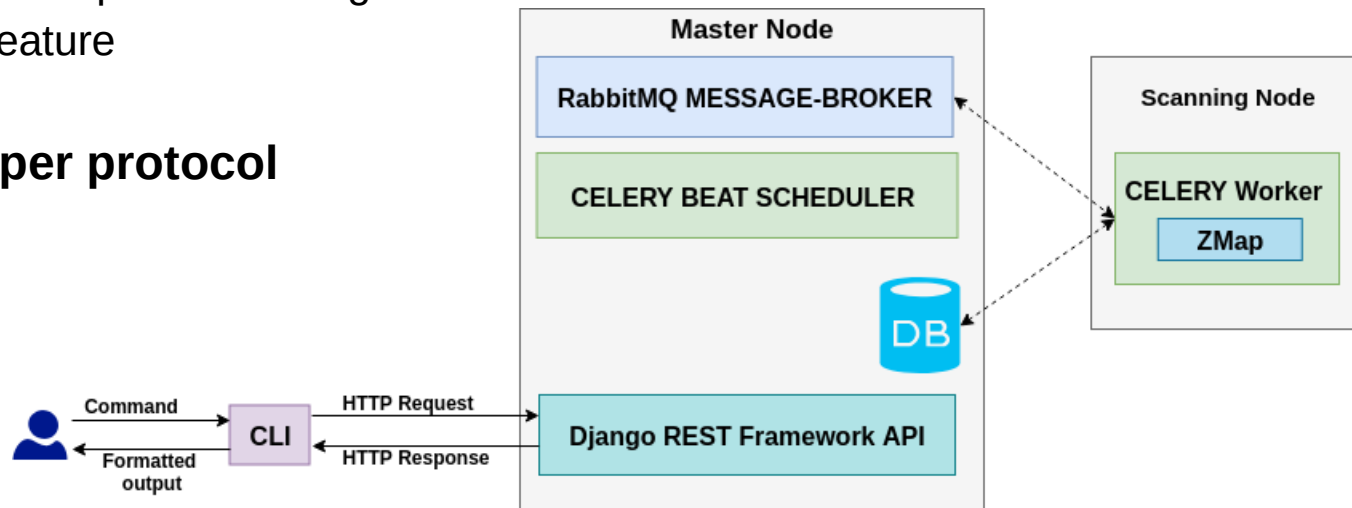 eature
per protocol
Master Node
RabbitMQ MESSAGE-BROKER
CELERY BEAT SCHEDULER
DB
Django REST Framework API
Scanning Node
CELERY Worker
ZMap
Command
Formatted
output
CLI
HTTP Request
HTTP Response